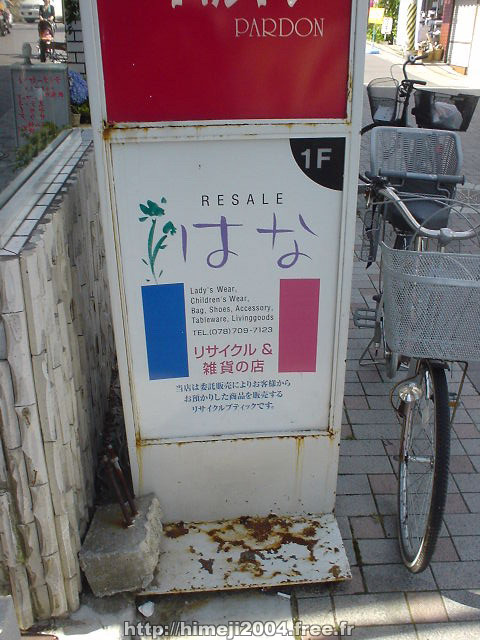 PARDON
1F
RESALE
はな
Lady's Wear,
Children's Wear,
Bag, Shoes, Accessory,
Tableware, Livinggoods
TEL.(078)709-7123
リサイクル &
雑貨の店
当店は委託販売によりお客様から
お預かりした商品を販売する
リサイクルブティックです。
http://himeji2004.free.fr